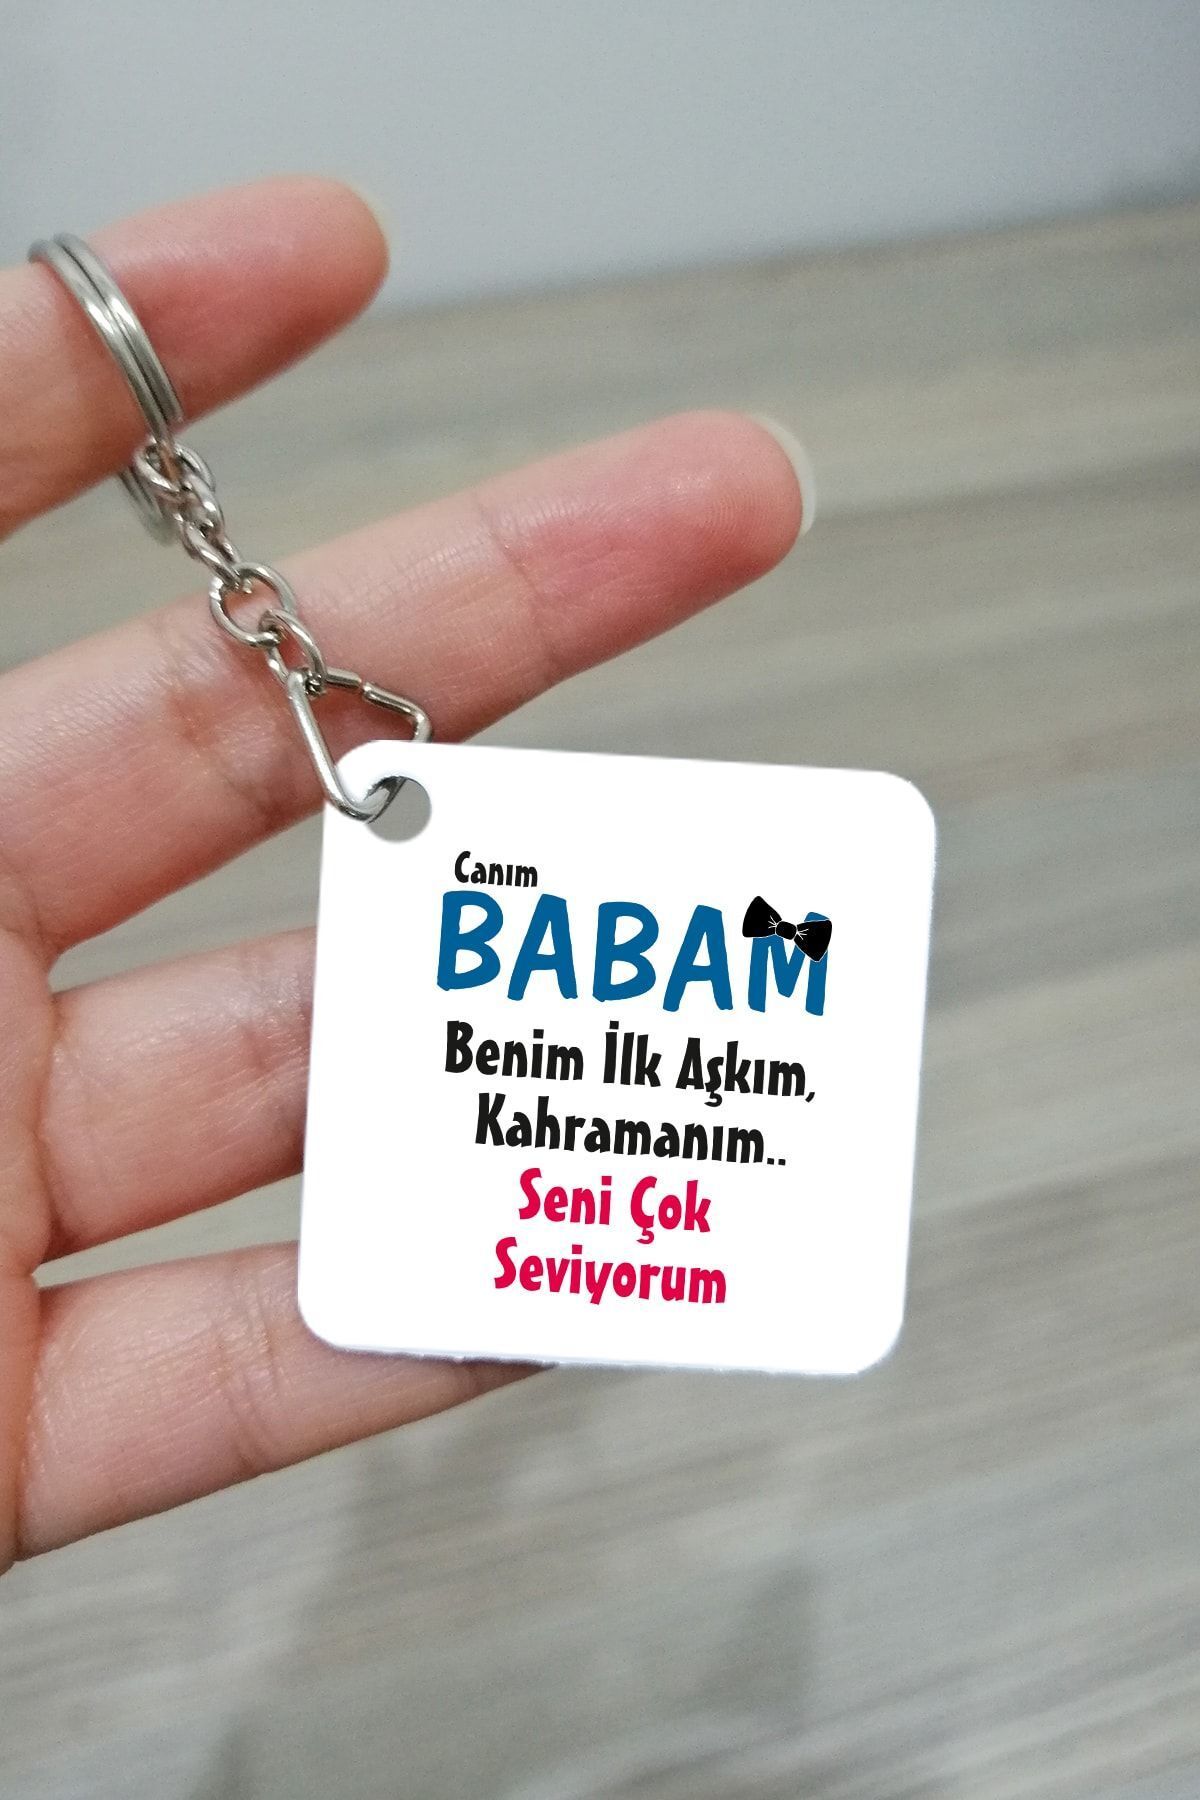 Canım
BABAM
Benim İlk Aşkım,
Kahramanım..
Seni Çok
Seviyorum